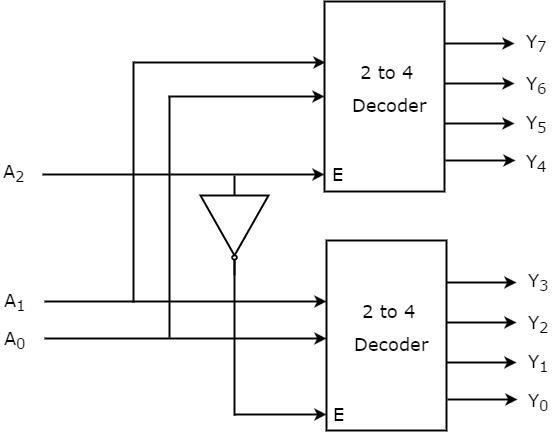 2 to 4
Decoder
E
Y7
Y6
Y5
Y4
A2
A1
A0
2 to 4
Decoder
E
Y3
Y2
Y1
Y0